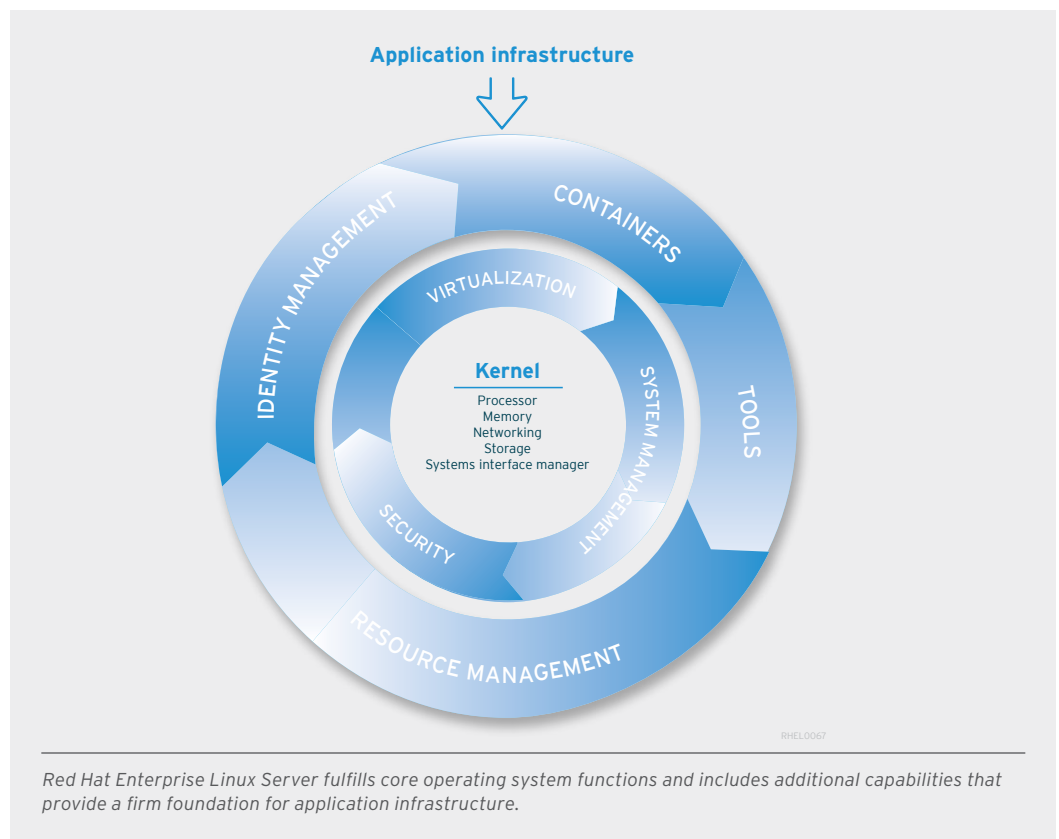 Application infrastructure
CONTAINERS
IDENTITY MANAGEMENT
VIRTUALIZATION
Kernel
Processor
Memory
Networking
Storage
Systems interface manager
SYSTEM MANAGEMENT
TOOLS
SECURITY
RESOURCE MANAGEMENT
RHEL0067
Red Hat Enterprise Linux Server fulfills core operating system functions and includes additional capabilities that
provide a firm foundation for application infrastructure.